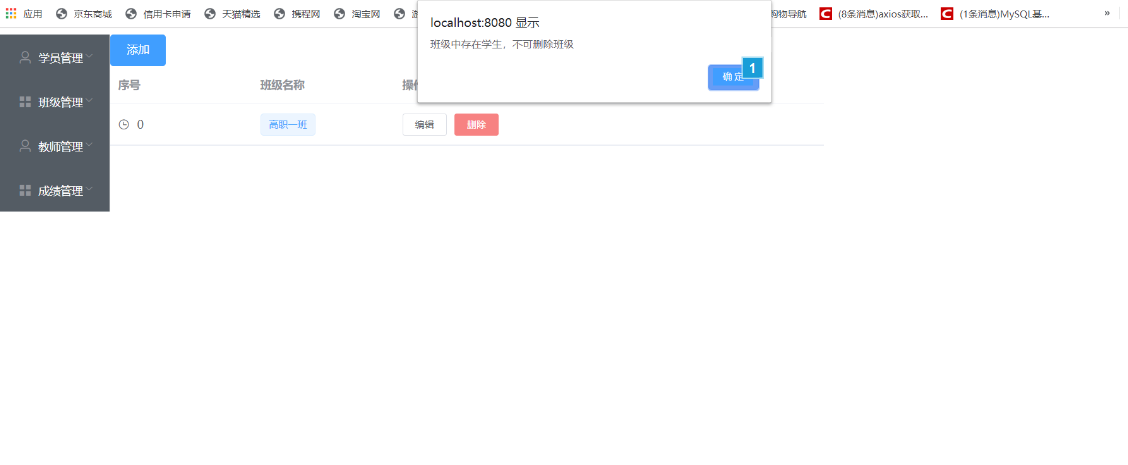 应用 京东商城 信用卡申请 天猫精选 携程网 淘宝网 购物导航 (8条消息)axios获取... (1条消息)MySQL基... »
localhost:8080 显示
班级中存在学生，不可删除班级
确定 1
添加
学员管理
班级管理
教师管理
成绩管理
序号 班级名称
0 高职一班 编辑 删除